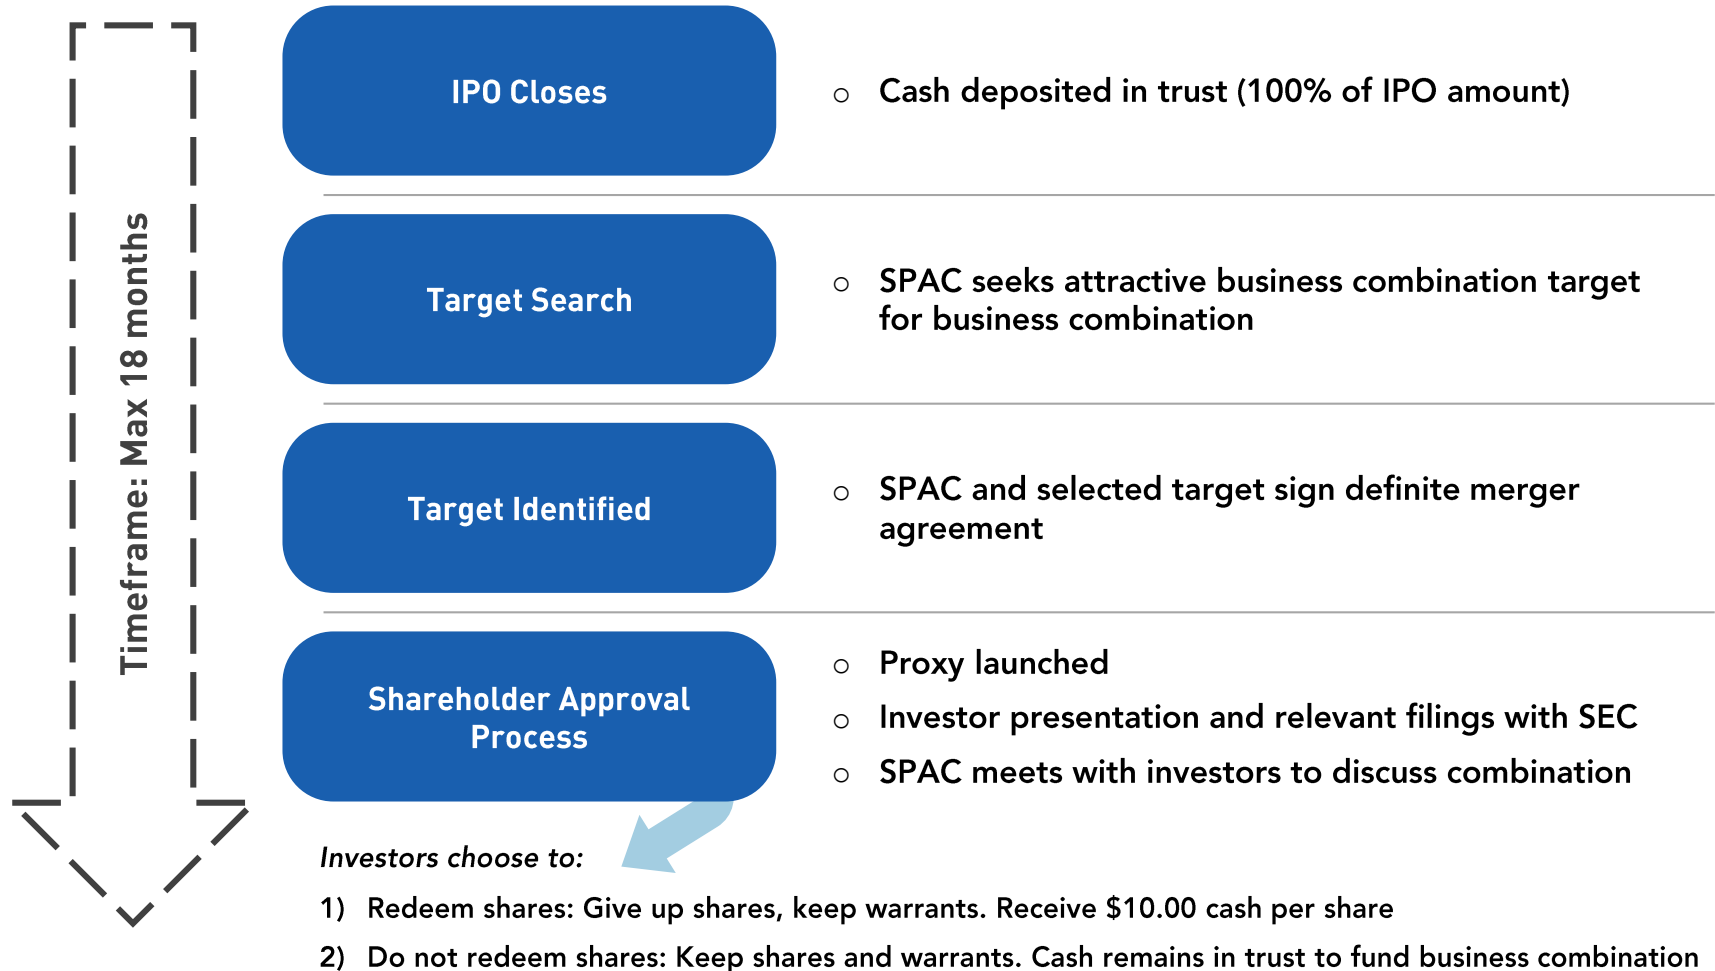 IPO Closes
○ Cash deposited in trust (100% of IPO amount)
Timeframe: Max 18 months
Target Search
○ SPAC seeks attractive business combination target
for business combination
Target Identified
○ SPAC and selected target sign definite merger
agreement
Shareholder Approval
Process
○ Proxy launched
○ Investor presentation and relevant filings with SEC
○ SPAC meets with investors to discuss combination
Investors choose to:
1) Redeem shares: Give up shares, keep warrants. Receive $10.00 cash per share
2) Do not redeem shares: Keep shares and warrants. Cash remains in trust to fund business combination